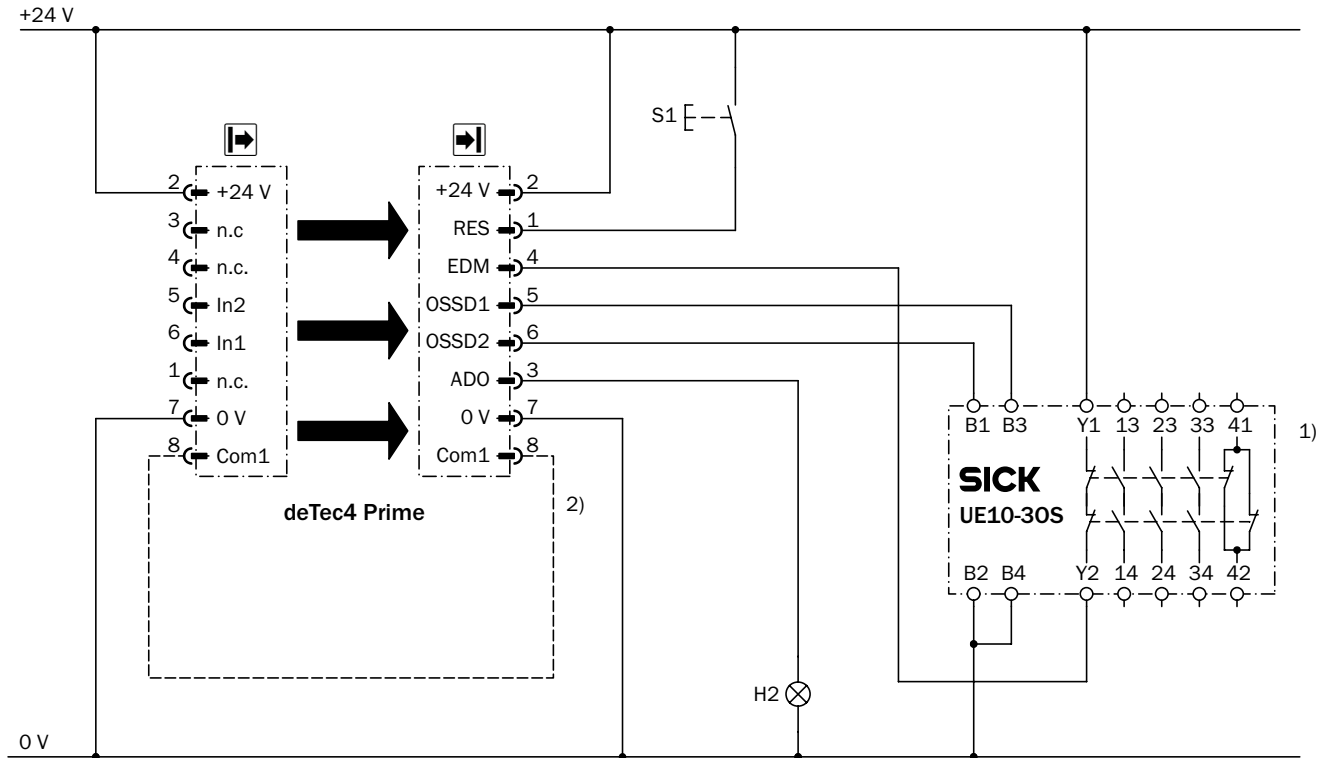 +24 V
S1
2 +24 V
3 n.c
4 n.c.
5 In2
6 In1
1 n.c.
7 0 V
8 Com1
+24 V 2
RES 1
EDM 4
OSSD1 5
OSSD2 6
ADO 3
0 V 7
Com1 8
deTec4 Prime
2)
B1 B3 Y1 13 23 33 41
1)
SICK
UE10-30S
B2 B4 Y2 14 24 34 42
H2
0 V